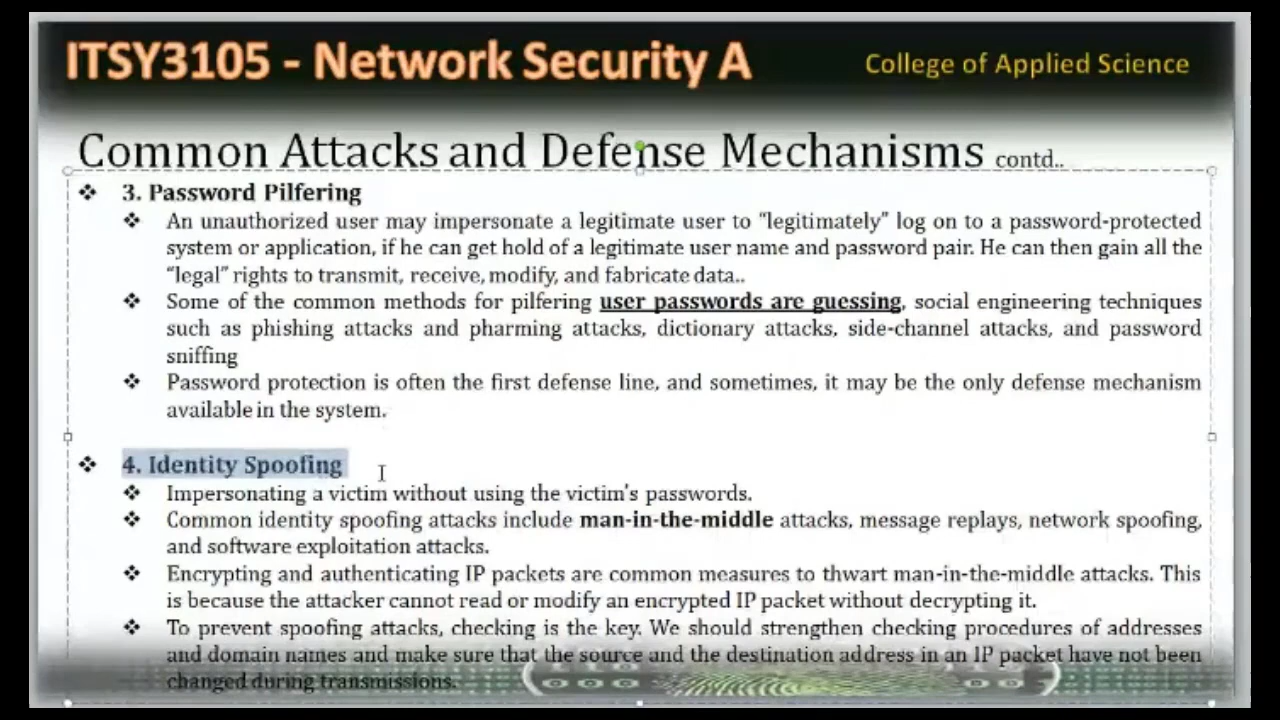 ITSY3105 - Network Security A
College of Applied Science
Common Attacks and Defense Mechanisms contd..
❖ 3. Password Pilfering
❖ An unauthorized user may impersonate a legitimate user to “legitimately” log on to a password-protected
system or application, if he can get hold of a legitimate user name and password pair. He can then gain all the
“legal” rights to transmit, receive, modify, and fabricate data..
❖ Some of the common methods for pilfering user passwords are guessing, social engineering techniques
such as phishing attacks and pharming attacks, dictionary attacks, side-channel attacks, and password
sniffing
❖ Password protection is often the first defense line, and sometimes, it may be the only defense mechanism
available in the system.
❖ 4. Identity Spoofing
❖ Impersonating a victim without using the victim's passwords.
❖ Common identity spoofing attacks include man-in-the-middle attacks, message replays, network spoofing,
and software exploitation attacks.
❖ Encrypting and authenticating IP packets are common measures to thwart man-in-the-middle attacks. This
is because the attacker cannot read or modify an encrypted IP packet without decrypting it.
❖ To prevent spoofing attacks, checking is the key. We should strengthen checking procedures of addresses
and domain names and make sure that the source and the destination address in an IP packet have not been
changed during transmissions.